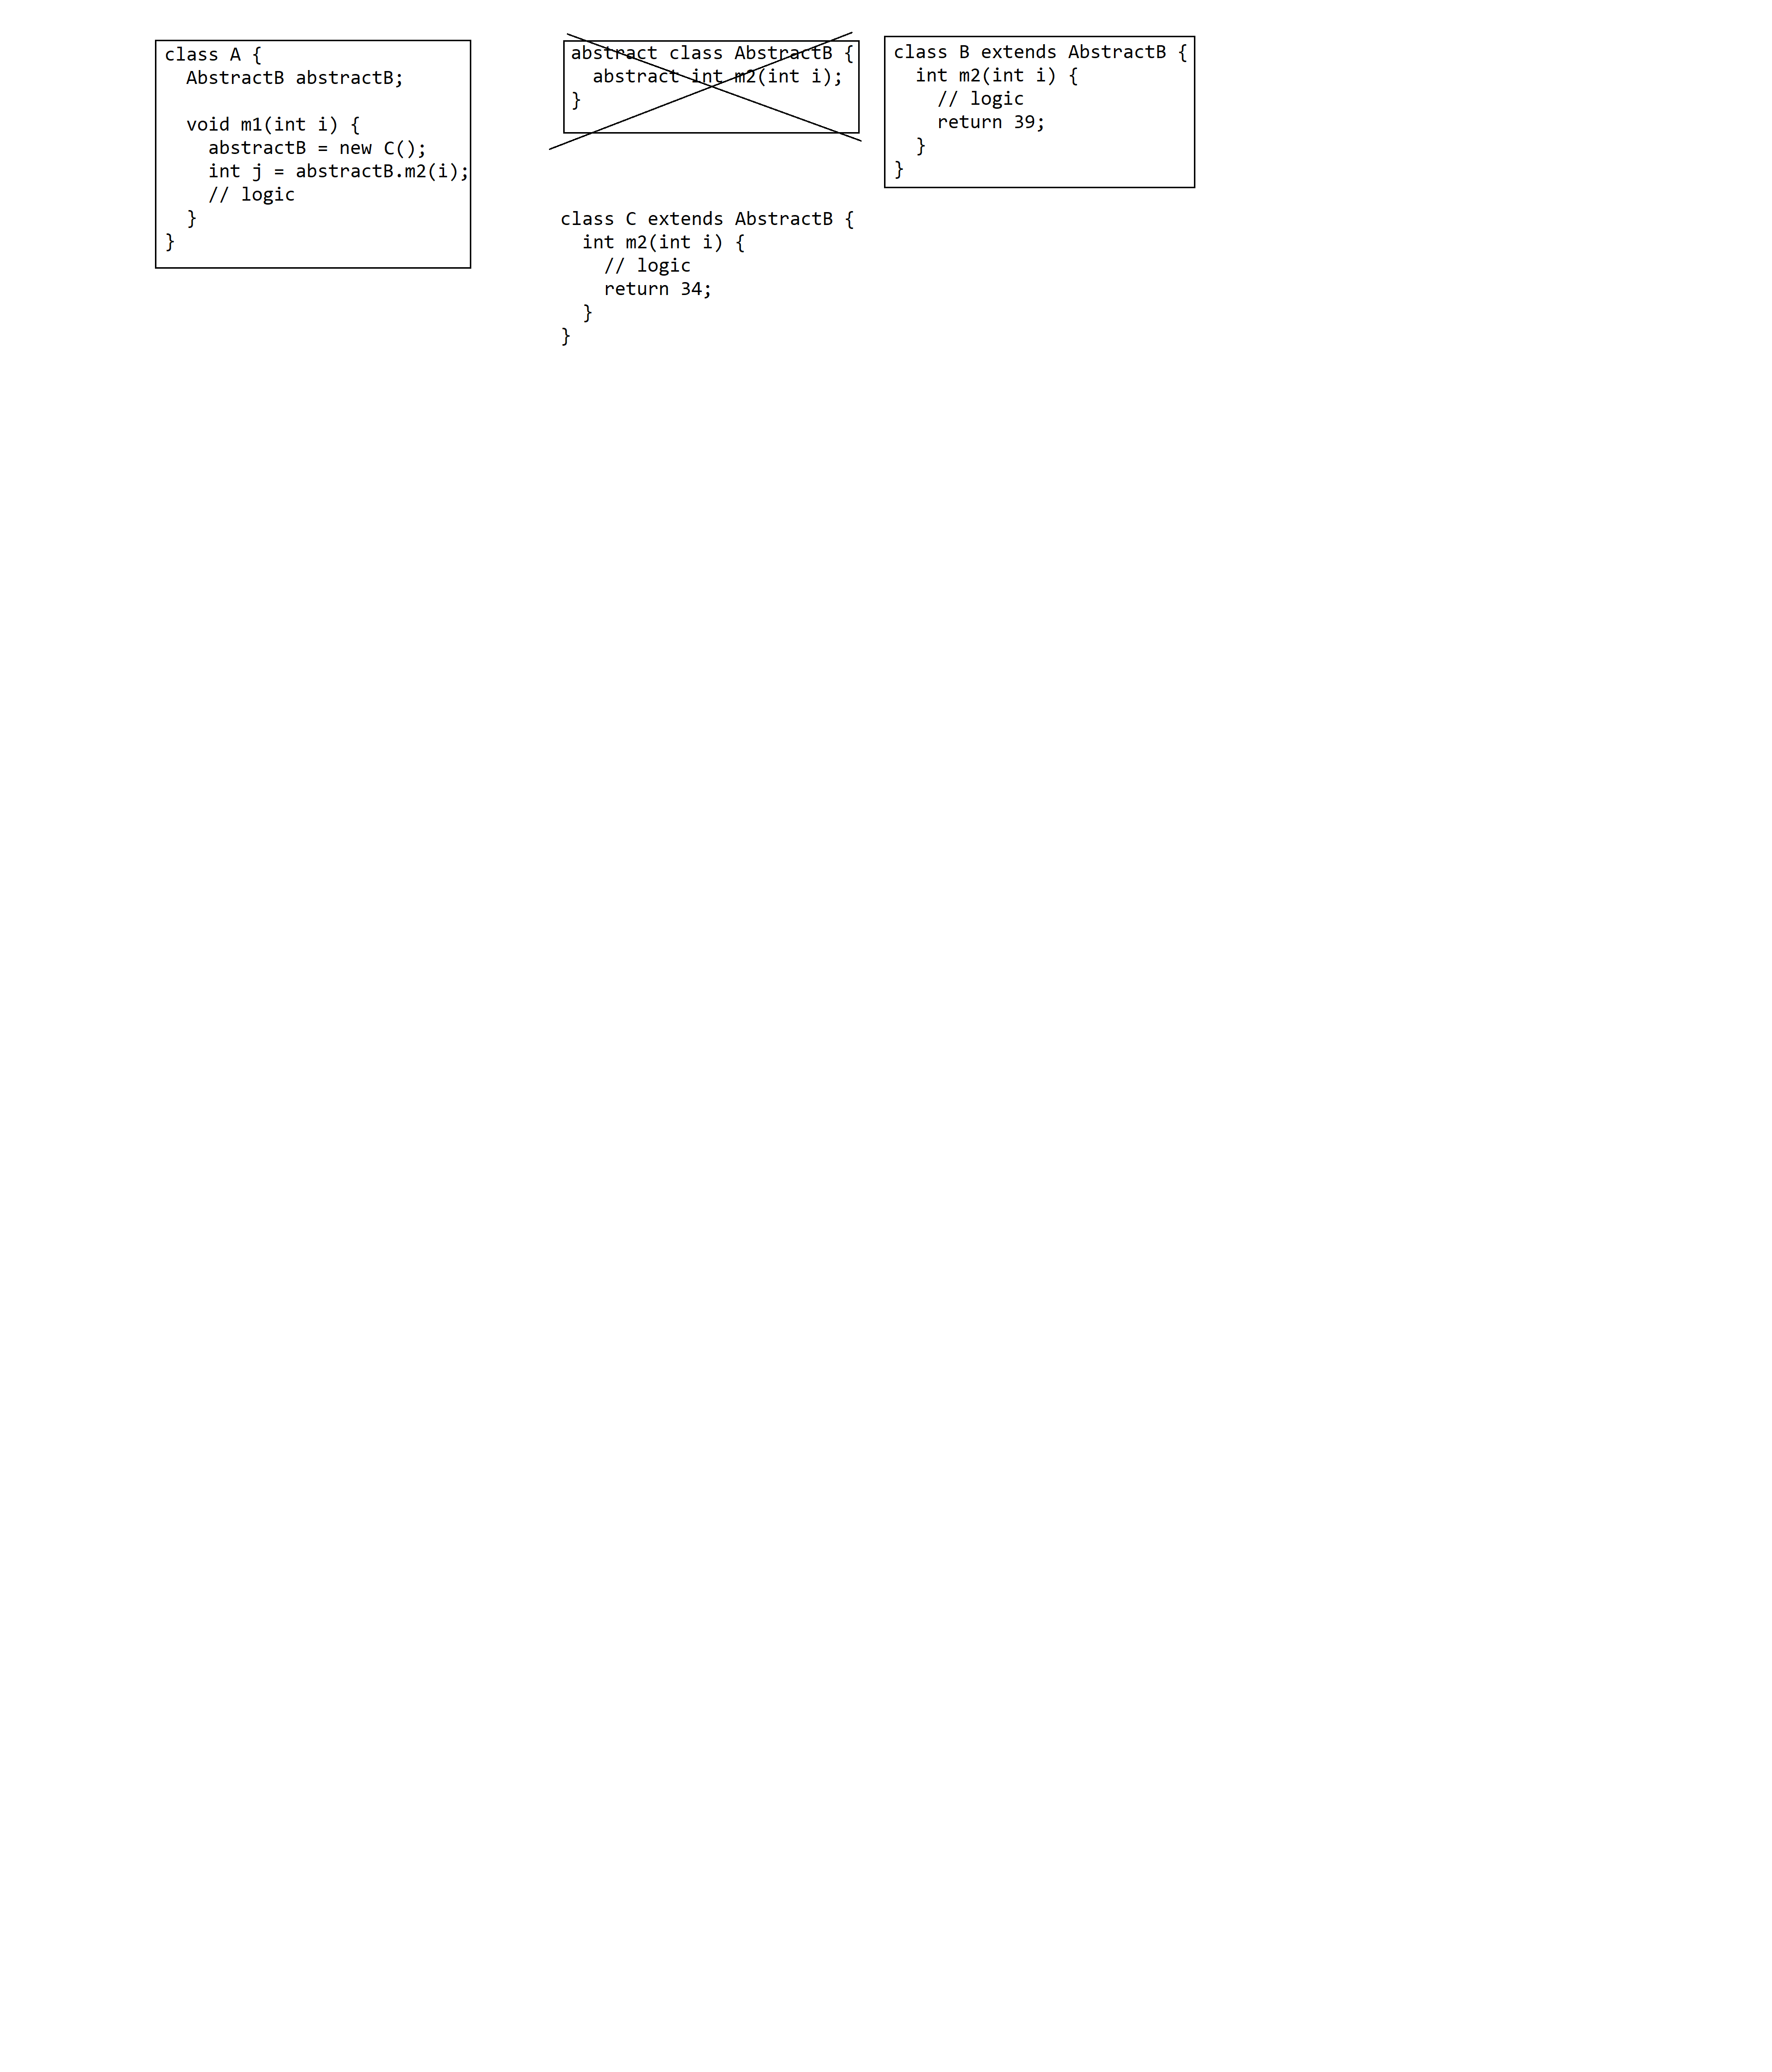 class A {
  AbstractB abstractB;

  void m1(int i) {
    abstractB = new C();
    int j = abstractB.m2(i);
    // logic
  }
}
abstract class AbstractB {
  abstract int m2(int i);
}
class B extends AbstractB {
  int m2(int i) {
    // logic
    return 39;
  }
}
class C extends AbstractB {
  int m2(int i) {
    // logic
    return 34;
  }
}